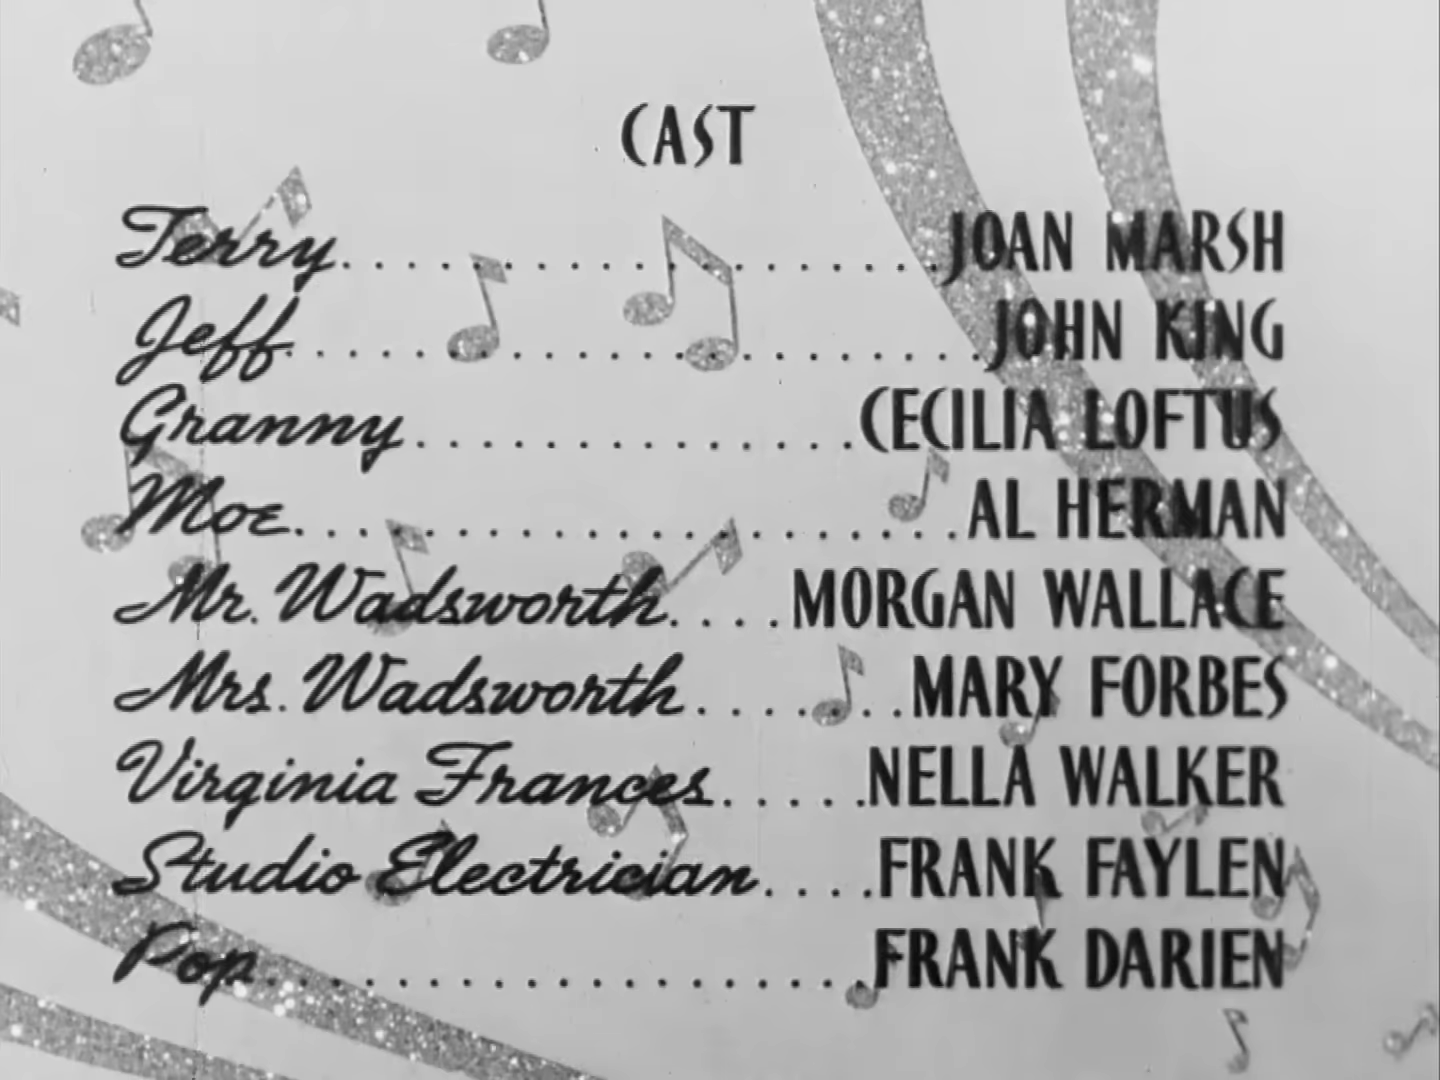 CAST
Terry.....................JOAN MARSH
Jeff........................JOHN KING
Granny................CECILIA LOFTUS
Moe........................AL HERMAN
Mr. Wadsworth....MORGAN WALLACE
Mrs. Wadsworth.......MARY FORBES
Virginia Frances.....NELLA WALKER
Studio Electrician....FRANK FAYLEN
Pop.....................FRANK DARIEN